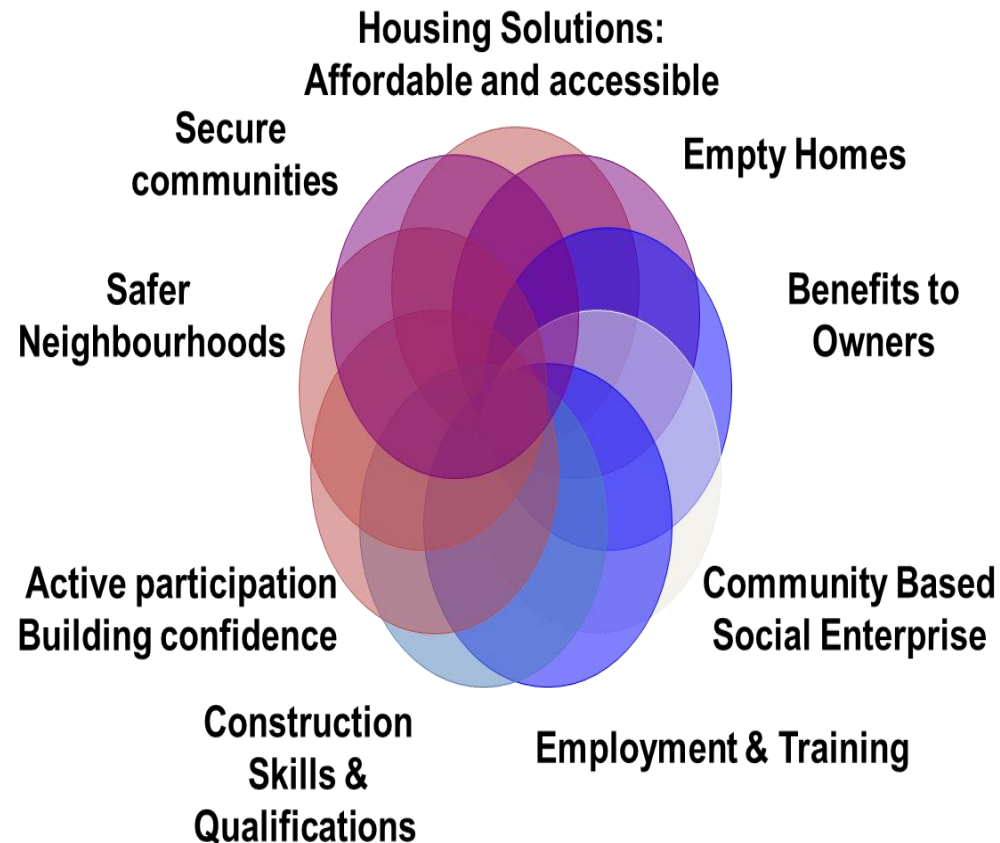 Housing Solutions:
Affordable and accessible
Secure
communities
Empty Homes
Safer
Neighbourhoods
Benefits to
Owners
Active participation
Building confidence
Community Based
Social Enterprise
Construction
Skills &
Qualifications
Employment & Training